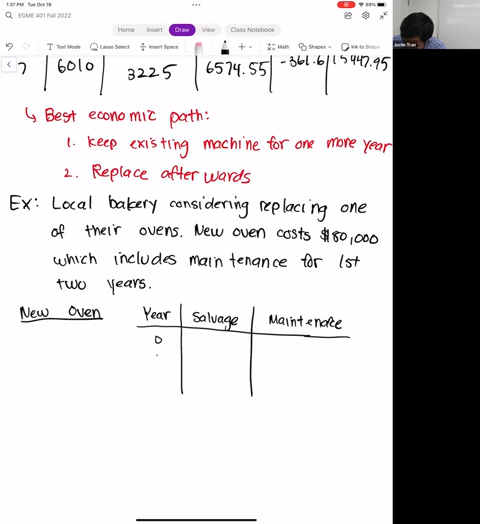 1:37 PM Tue Oct 18
69%
EGME 401 Fall 2022
Home Insert Draw View Class Notebook
Text Mode Lasso Select Insert Space Math Shapes Ink to Shape
Justin Tran
6010 3225 6574.55 -361.6 15447.95
↳ Best economic path:
1. Keep existing machine for one more year
2. Replace after wards
Ex: Local bakery considering replacing one
of their ovens. New oven costs $80,000
which includes maintenance for 1st
two years.
New Oven Year Salvage Maintenance
0